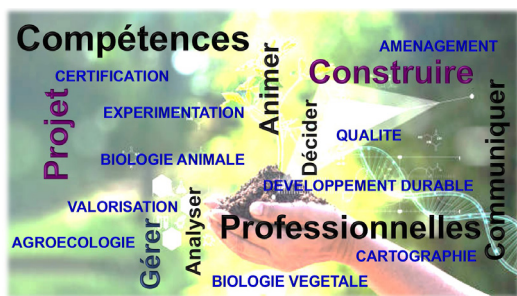 Compétences
AMENAGEMENT
Construire
CERTIFICATION
Animer
Projet
EXPERIMENTATION
Communiquer
Décider
QUALITE
BIOLOGIE ANIMALE
DEVELOPPEMENT DURABLE
VALORISATION
Analyser
Gérer
Professionnelles
AGROECOLOGIE
CARTOGRAPHIE
BIOLOGIE VEGETALE